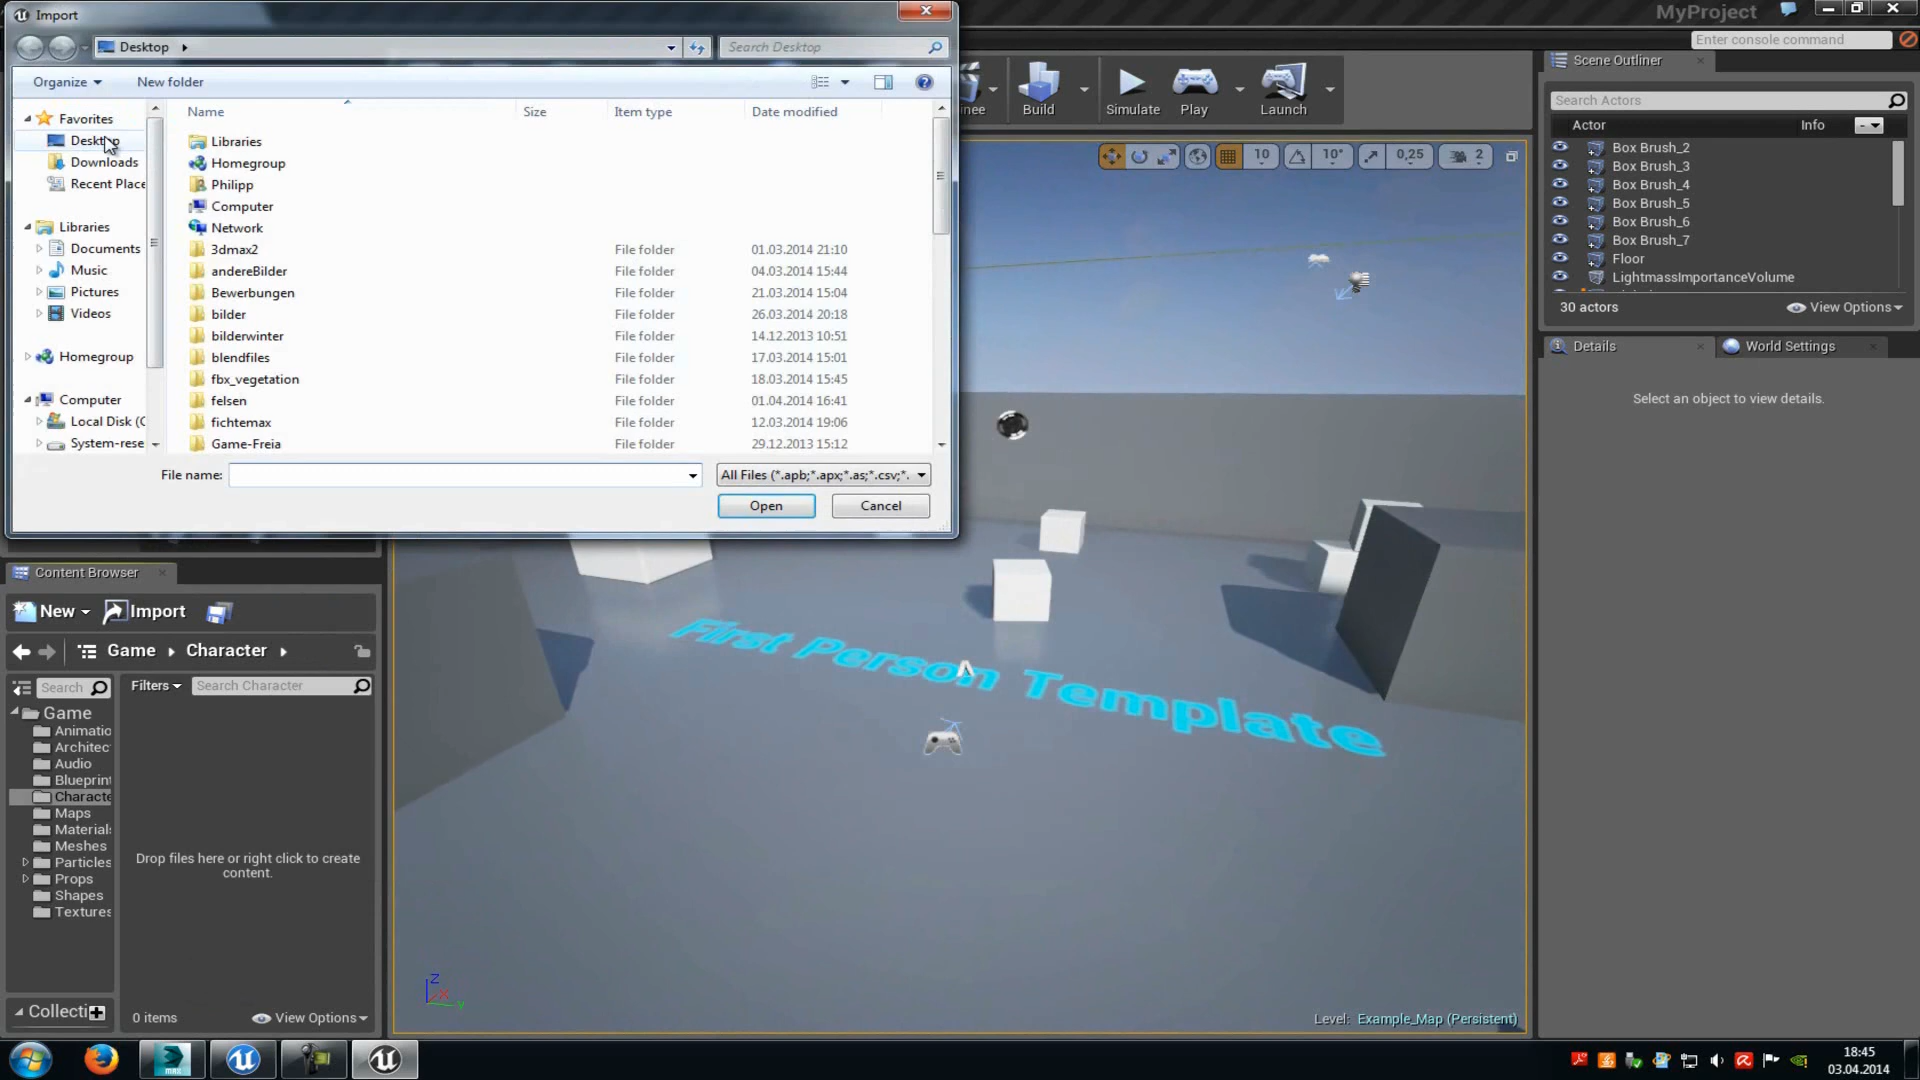 Import
MyProject
Desktop
Search Desktop
Enter console command
Organize
New folder
Scene Outliner
Favorites
Desktop
Downloads
Recent Place
Libraries
Documents
Music
Pictures
Videos
Homegroup
Computer
Local Disk (C
System-rese
Name
Size
Item type
Date modified
Libraries
Homegroup
Philipp
Computer
Network
3dmax2 File folder 01.03.2014 21:10
andereBilder File folder 04.03.2014 15:44
Bewerbungen File folder 21.03.2014 15:04
bilder File folder 26.03.2014 20:18
bilderwinter File folder 14.12.2013 10:51
blendfiles File folder 17.03.2014 15:01
fbx_vegetation File folder 18.03.2014 15:45
felsen File folder 01.04.2014 16:41
fichtemax File folder 12.03.2014 19:06
Game-Freia File folder 29.12.2013 15:12
File name:
All Files (*.apb;*.apx;*.as;*.csv;*.
Open
Cancel
inee
Build
Simulate
Play
Launch
10
10°
0,25
2
Search Actors
Actor
Info
Box Brush_2
Box Brush_3
Box Brush_4
Box Brush_5
Box Brush_6
Box Brush_7
Floor
LightmassImportanceVolume
30 actors
View Options
Details
World Settings
Select an object to view details.
Content Browser
New
Import
Game
Character
Search
Filters
Search Character
Game
Animatio
Architec
Audio
Blueprin
Characte
Maps
Material
Meshes
Particles
Props
Shapes
Textures
Drop files here or right click to create
content.
Collecti
0 items
View Options
First Person Template
Z
X
Y
Level: Example_Map (Persistent)
MAX
18:45
03.04.2014